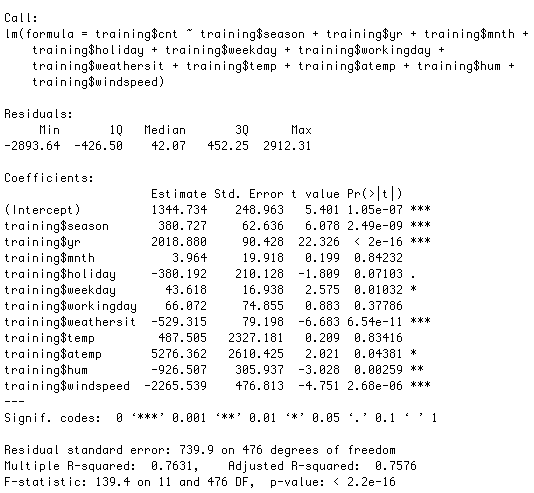 Call:
lm(formula = training$cnt ~ training$season + training$yr + training$mnth +
    training$holiday + training$weekday + training$workingday +
    training$weathersit + training$temp + training$atemp + training$hum +
    training$windspeed)

Residuals:
     Min       1Q   Median       3Q      Max
-2893.64  -426.50    42.07   452.25  2912.31

Coefficients:
                    Estimate Std. Error t value Pr(>|t|)
(Intercept)         1344.734    248.963   5.401 1.05e-07 ***
training$season      380.727     62.636   6.078 2.49e-09 ***
training$yr         2018.880     90.428  22.326  < 2e-16 ***
training$mnth          3.964     19.918   0.199  0.84232
training$holiday    -380.192    210.128  -1.809  0.07103 .
training$weekday      43.618     16.938   2.575  0.01032 *
training$workingday   66.072     74.855   0.883  0.37786
training$weathersit -529.315     79.198  -6.683 6.54e-11 ***
training$temp        487.505   2327.181   0.209  0.83416
training$atemp      5276.362   2610.425   2.021  0.04381 *
training$hum        -926.507    305.937  -3.028  0.00259 **
training$windspeed -2265.539    476.813  -4.751 2.68e-06 ***
---
Signif. codes:  0 ‘***’ 0.001 ‘**’ 0.01 ‘*’ 0.05 ‘.’ 0.1 ‘ ’ 1

Residual standard error: 739.9 on 476 degrees of freedom
Multiple R-squared:  0.7631,    Adjusted R-squared:  0.7576
F-statistic: 139.4 on 11 and 476 DF,  p-value: < 2.2e-16